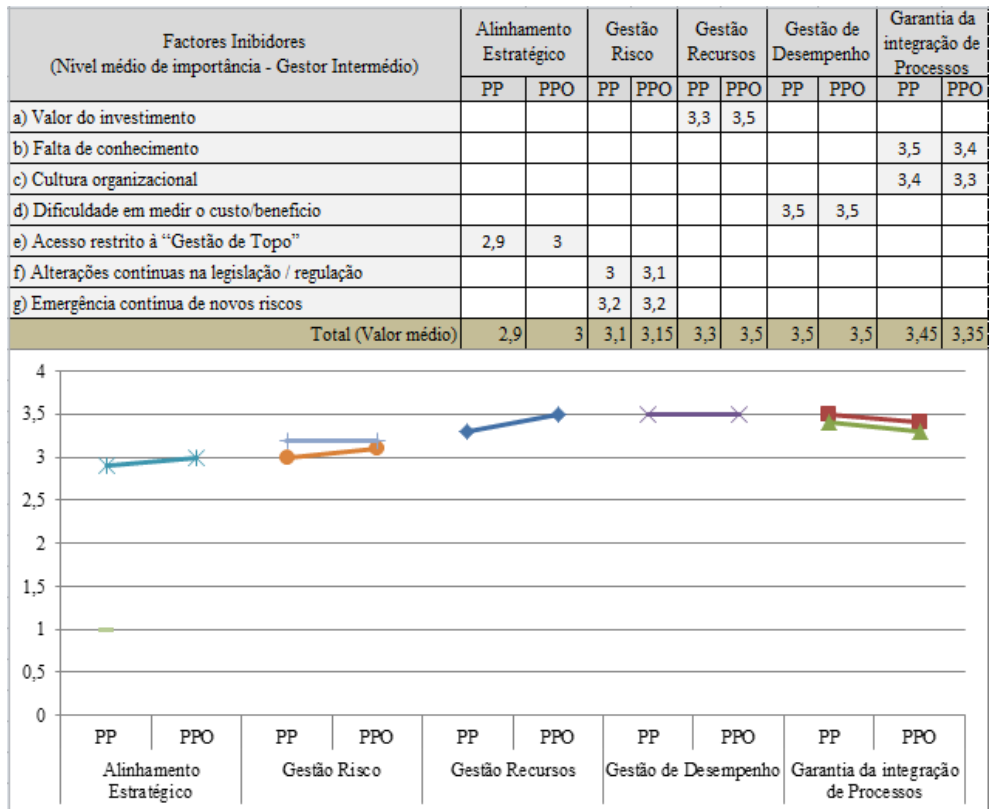 Factores Inibidores
(Nivel médio de importância - Gestor Intermédio)
Alinhamento Estratégico
Gestão Risco
Gestão Recursos
Gestão de Desempenho
Garantia da integração de Processos
PP PPO PP PPO PP PPO PP PPO PP PPO
a) Valor do investimento 3,3 3,5
b) Falta de conhecimento 3,5 3,4
c) Cultura organizacional 3,4 3,3
d) Dificuldade em medir o custo/beneficio 3,5 3,5
e) Acesso restrito à “Gestão de Topo” 2,9 3
f) Alterações continuas na legislação / regulação 3 3,1
g) Emergência continua de novos riscos 3,2 3,2
Total (Valor médio) 2,9 3 3,1 3,15 3,3 3,5 3,5 3,5 3,45 3,35
4
3,5
3
2,5
2
1,5
1
0,5
0
PP PPO PP PPO PP PPO PP PPO PP PPO
Alinhamento Estratégico
Gestão Risco
Gestão Recursos
Gestão de Desempenho
Garantia da integração de Processos